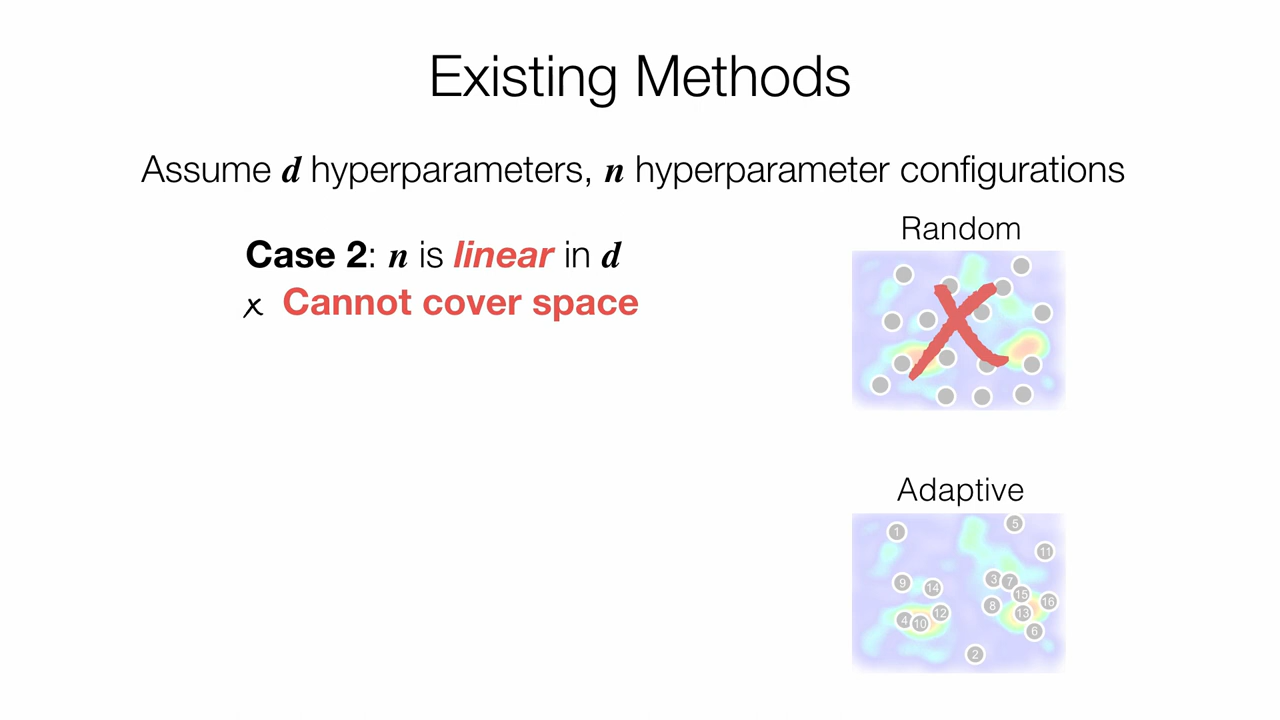 Existing Methods
Assume d hyperparameters, n hyperparameter configurations
Case 2: n is linear in d
x Cannot cover space
Random
Adaptive
1
5
11
9
14
3
7
15
16
8
13
12
4
10
6
2